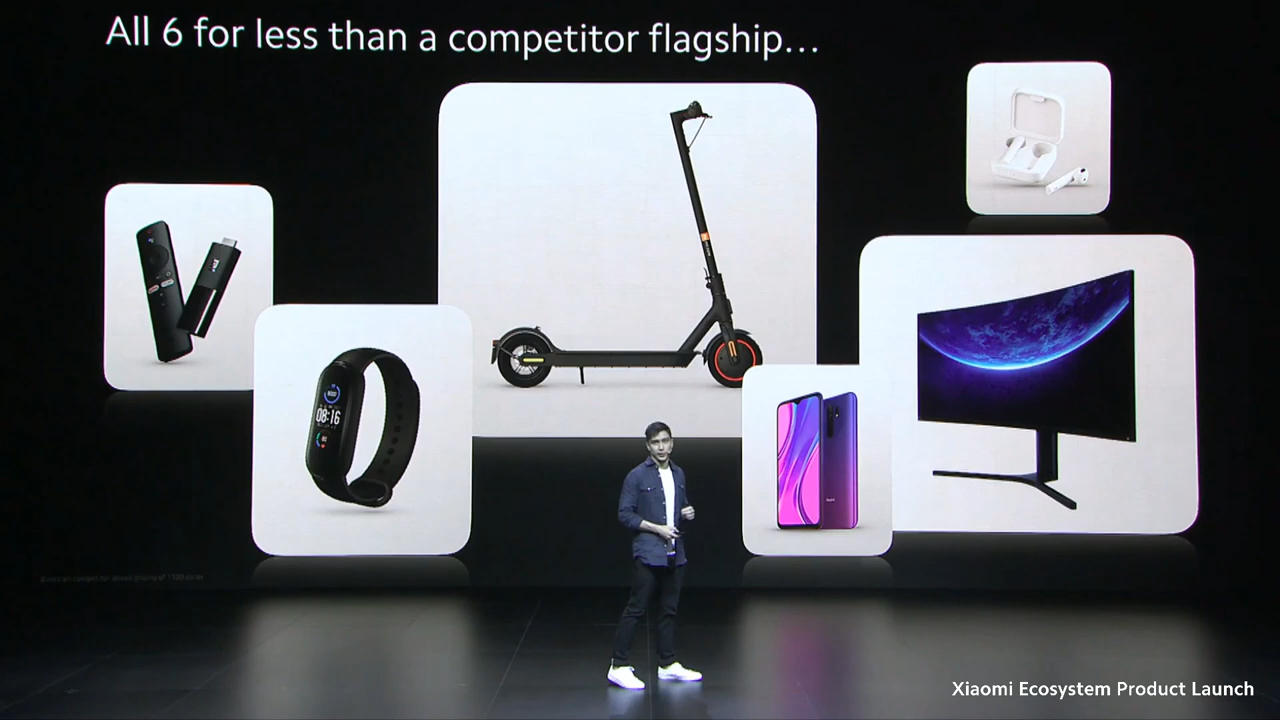 All 6 for less than a competitor flagship...
08:16
Xiaomi Ecosystem Product Launch